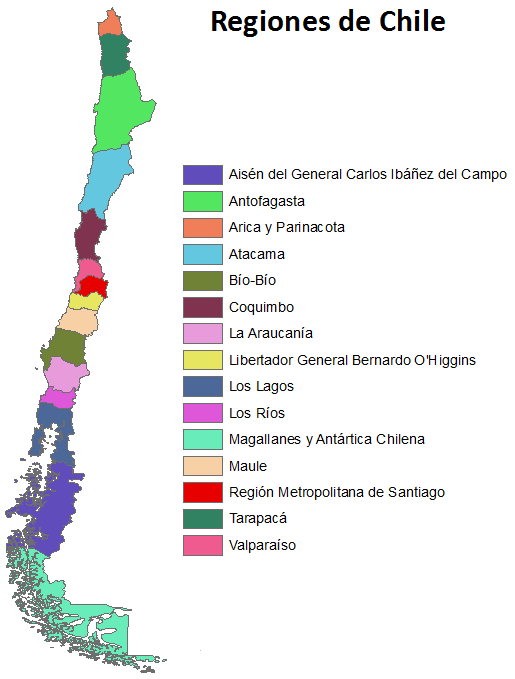 Regiones de Chile
Aisén del General Carlos Ibáñez del Campo
Antofagasta
Arica y Parinacota
Atacama
Bío-Bío
Coquimbo
La Araucanía
Libertador General Bernardo O'Higgins
Los Lagos
Los Ríos
Magallanes y Antártica Chilena
Maule
Región Metropolitana de Santiago
Tarapacá
Valparaíso